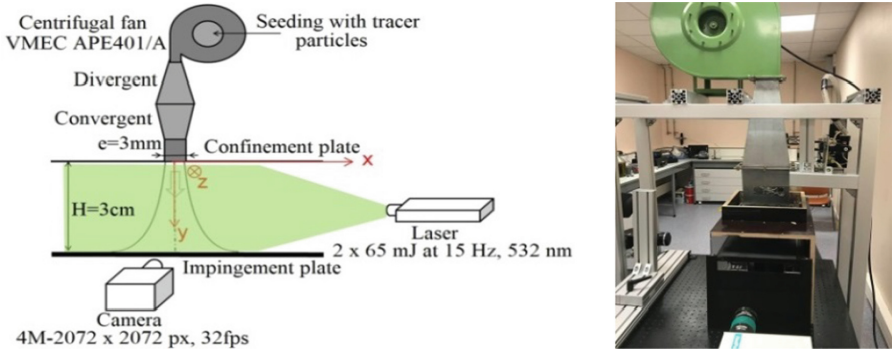 Centrifugal fan
VMEC APE401/A
Seeding with tracer
particles
Divergent
Convergent
e=3mm
Confinement plate
x
z
H=3cm
y
Laser
2 x 65 mJ at 15 Hz, 532 nm
Impingement plate
Camera
4M-2072 x 2072 px, 32fps